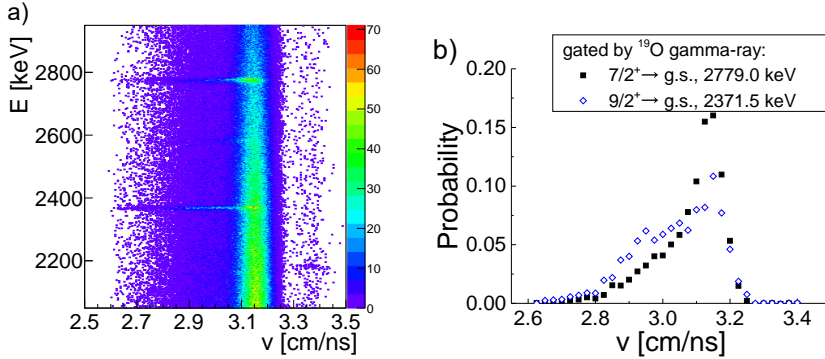 a)
E [keV]
2800
2600
2400
2200
2.5 2.7 2.9 3.1 3.3 3.4
v [cm/ns]
70
60
50
40
30
20
10
0
b)
gated by ¹⁹O gamma-ray:
7/2⁺→ g.s., 2779.0 keV
9/2⁺→ g.s., 2371.5 keV
Probability
0.20
0.15
0.10
0.05
0.00
2.6 2.8 3.0 3.2 3.4
v [cm/ns]